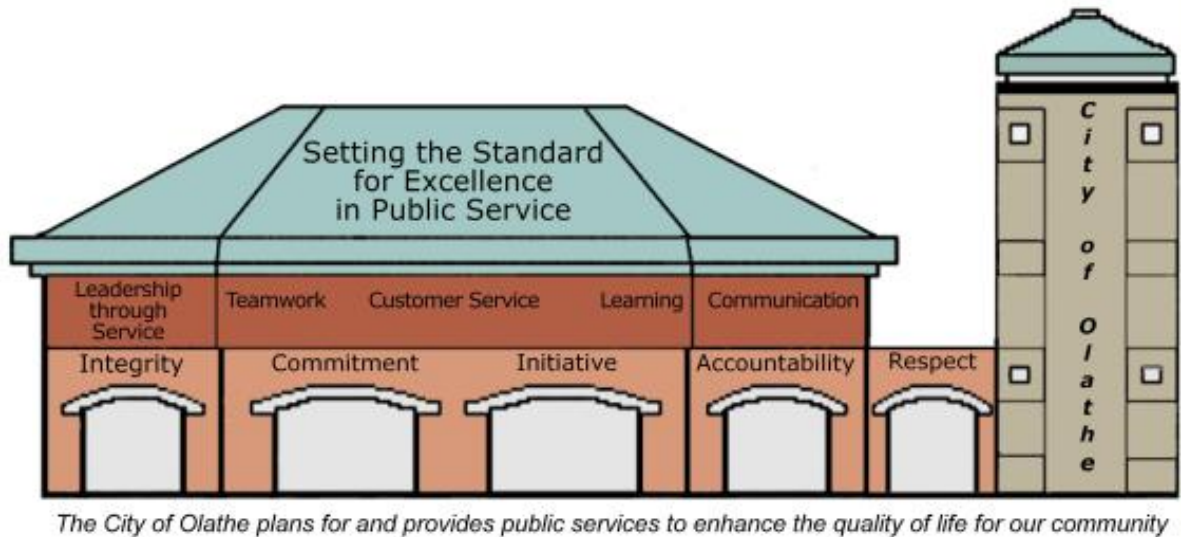 Setting the Standard
for Excellence
in Public Service
Leadership
through
Service
Teamwork
Customer Service
Learning
Communication
Integrity
Commitment
Initiative
Accountability
Respect
City of Olathe
The City of Olathe plans for and provides public services to enhance the quality of life for our community